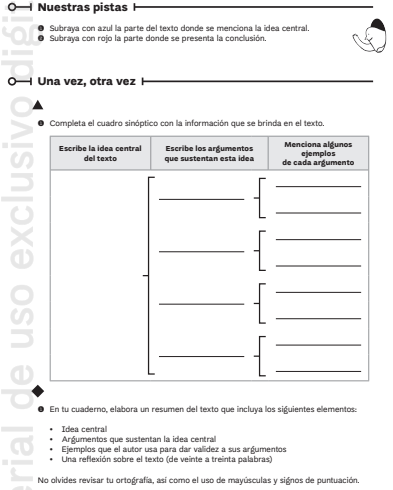 Nuestras pistas
❶ Subraya con azul la parte del texto donde se menciona la idea central.
❷ Subraya con rojo la parte donde se presenta la conclusión.
Una vez, otra vez
❶ Completa el cuadro sinóptico con la información que se brinda en el texto.
Escribe la idea central
del texto
Escribe los argumentos
que sustentan esta idea
Menciona algunos
ejemplos
de cada argumento
❶ En tu cuaderno, elabora un resumen del texto que incluya los siguientes elementos:
• Idea central
• Argumentos que sustentan la idea central
• Ejemplos que el autor usa para dar validez a sus argumentos
• Una reflexión sobre el texto (de veinte a treinta palabras)
No olvides revisar tu ortografía, así como el uso de mayúsculas y signos de puntuación.
erial de uso exclusivo digi